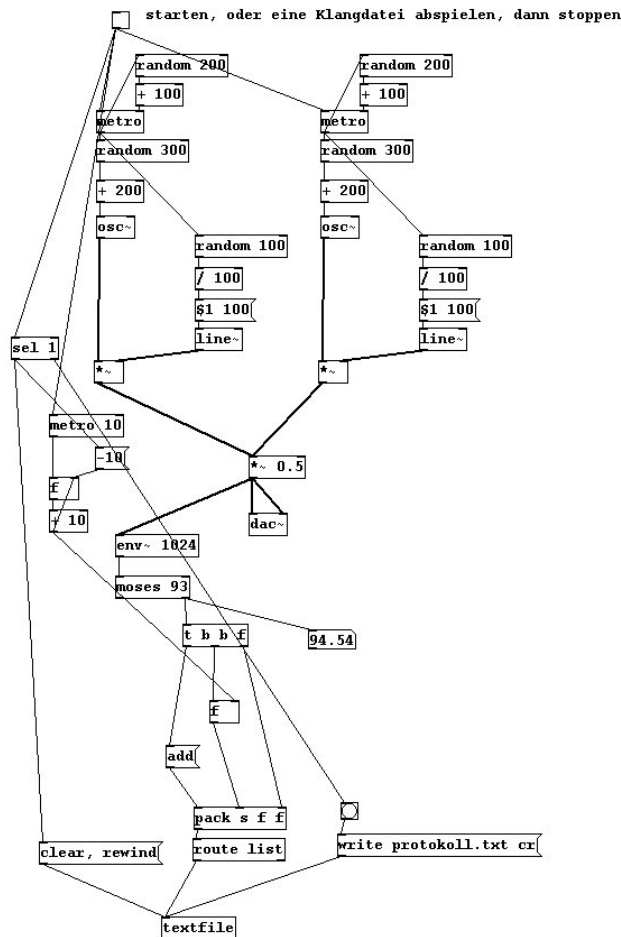 starten, oder eine Klangdatei abspielen, dann stoppen
random 200
random 200
+ 100
+ 100
metro
metro
random 300
random 300
+ 200
+ 200
osc~
osc~
random 100
random 100
/ 100
/ 100
$1 100
$1 100
sel 1
line~
line~
*~
*~
metro 10
-10
*~ 0.5
f
+ 10
dac~
env~ 1024
moses 93
t b b f
94.54
f
add
pack s f f
clear, rewind
route list
write protokoll.txt cr
textfile